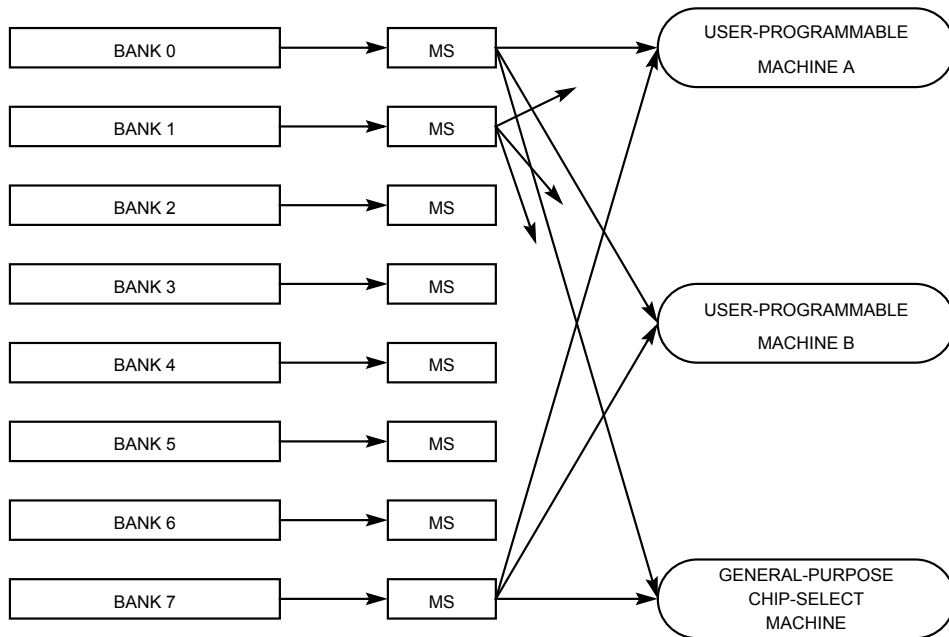 BANK 0
MS
USER-PROGRAMMABLE
MACHINE A
BANK 1
MS
BANK 2
MS
BANK 3
MS
USER-PROGRAMMABLE
MACHINE B
BANK 4
MS
BANK 5
MS
BANK 6
MS
BANK 7
MS
GENERAL-PURPOSE
CHIP-SELECT
MACHINE